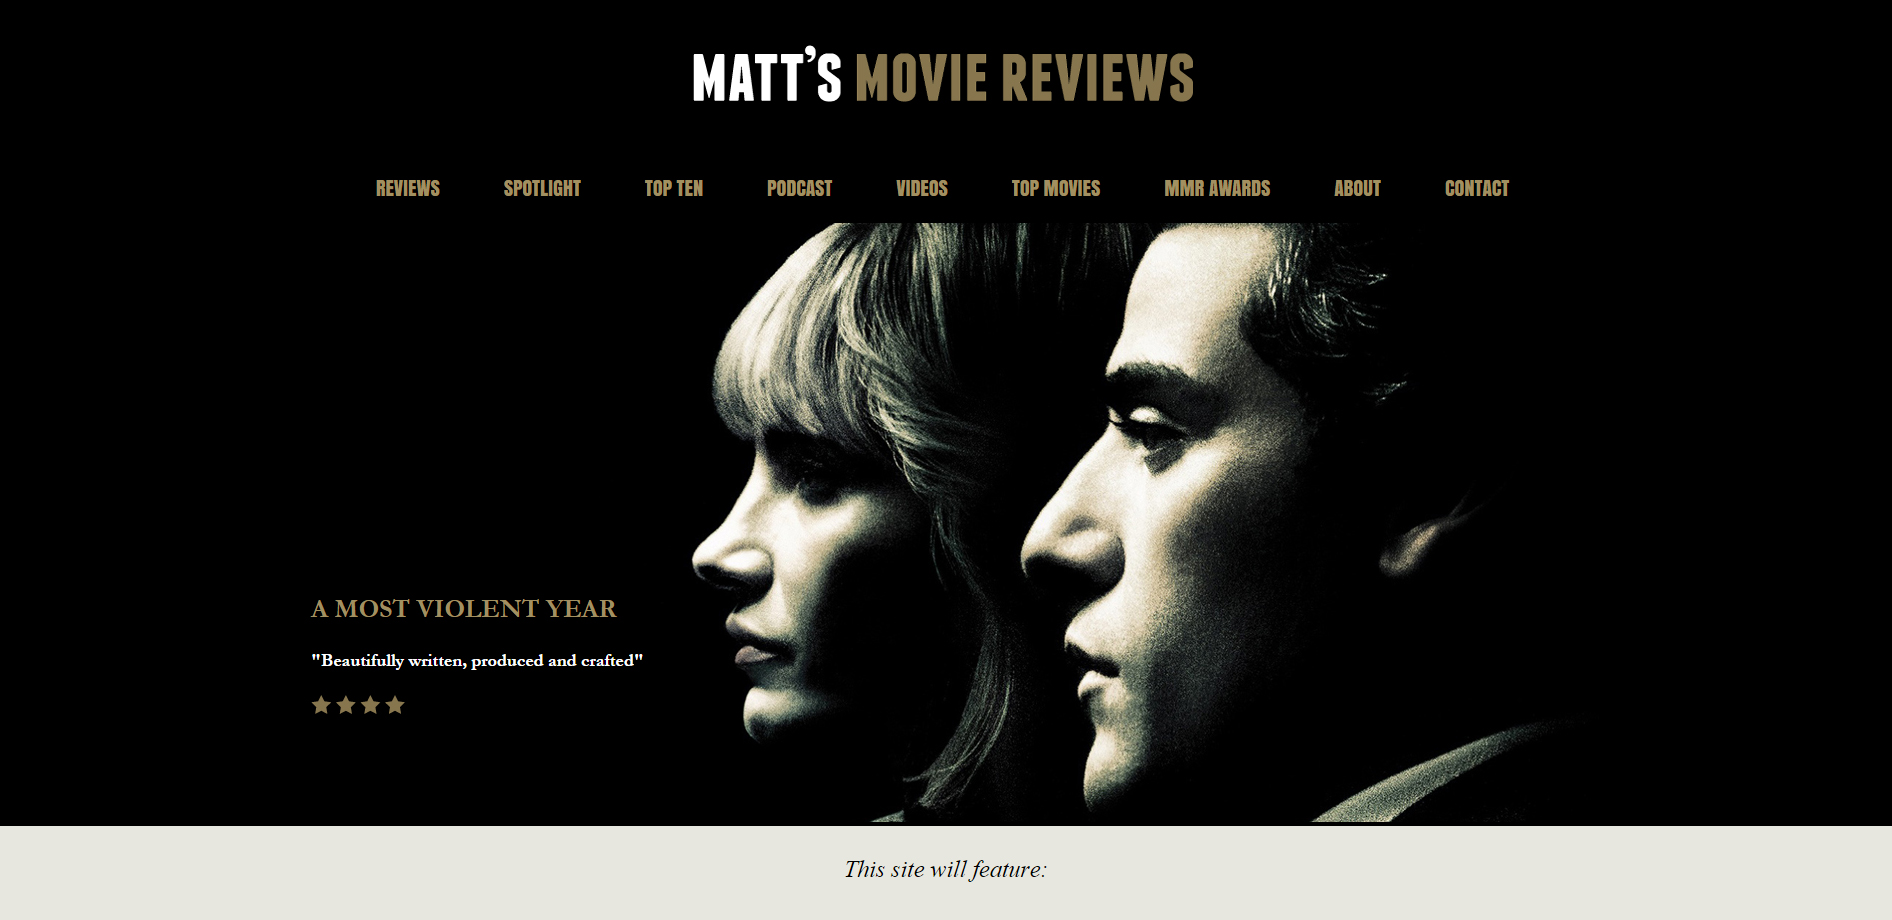 MATT'S MOVIE REVIEWS
REVIEWS SPOTLIGHT TOP TEN PODCAST VIDEOS TOP MOVIES MMR AWARDS ABOUT CONTACT
A MOST VIOLENT YEAR
"Beautifully written, produced and crafted"
This site will feature: